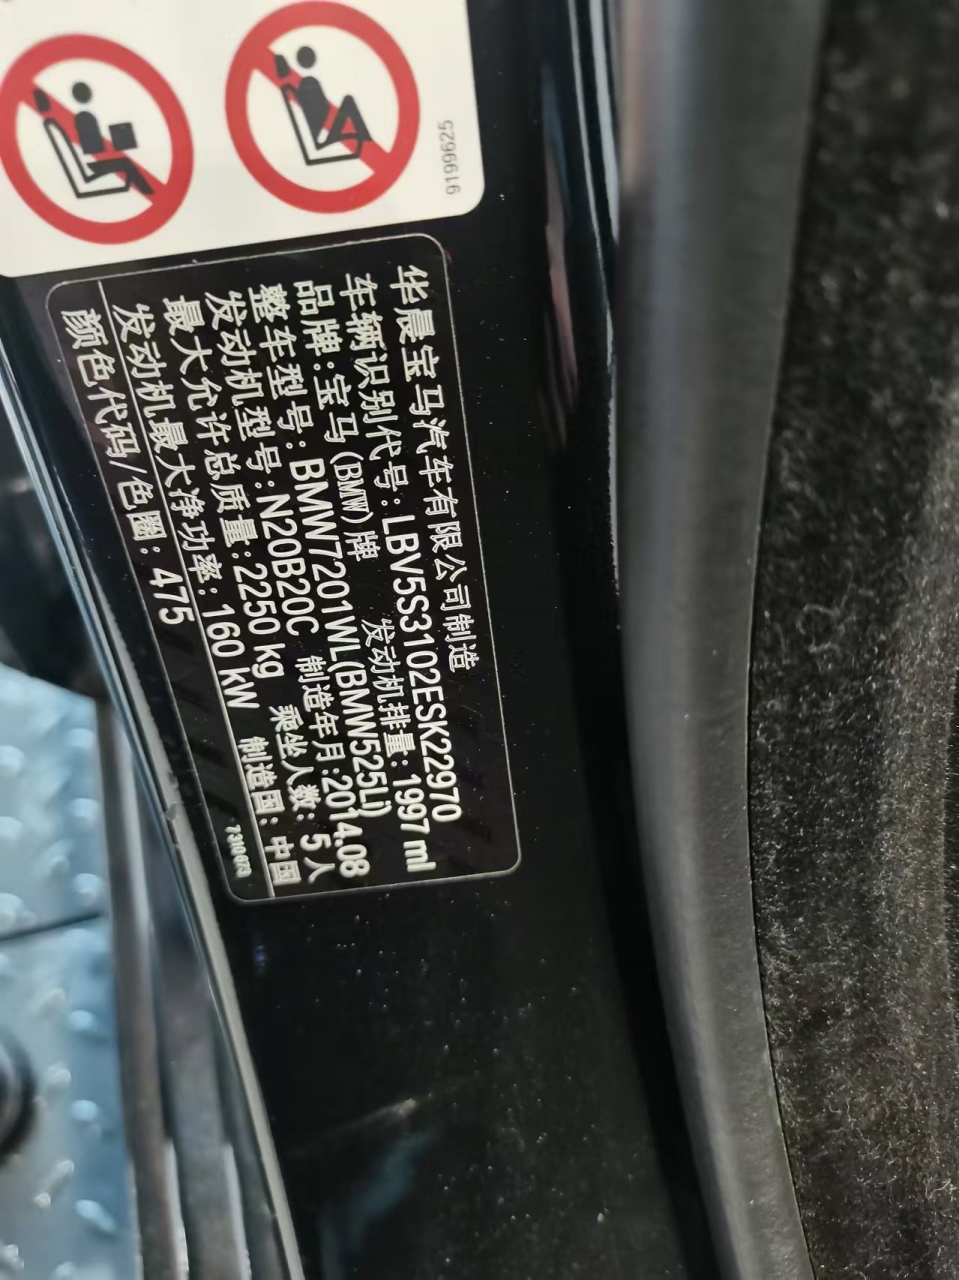 9199625
华晨宝马汽车有限公司制造
车辆识别代号:LBV5S3102ESK22970
品牌:宝马(BMW)牌 发动机排量:1997 ml
整车型号:BMW7201WL(BMW525Li)
发动机型号:N20B20C 制造年月:2014.08
最大允许总质量:2250 kg 乘坐人数: 5人
发动机最大净功率:160 kW 制造国:中国
颜色代码/色圈: 475